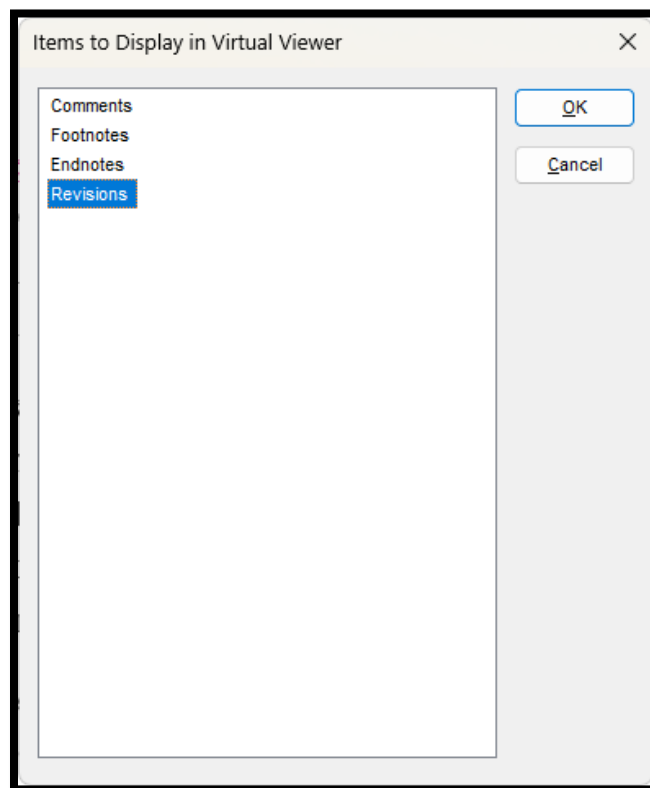 Items to Display in Virtual Viewer
Comments
Footnotes
Endnotes
Revisions
OK
Cancel